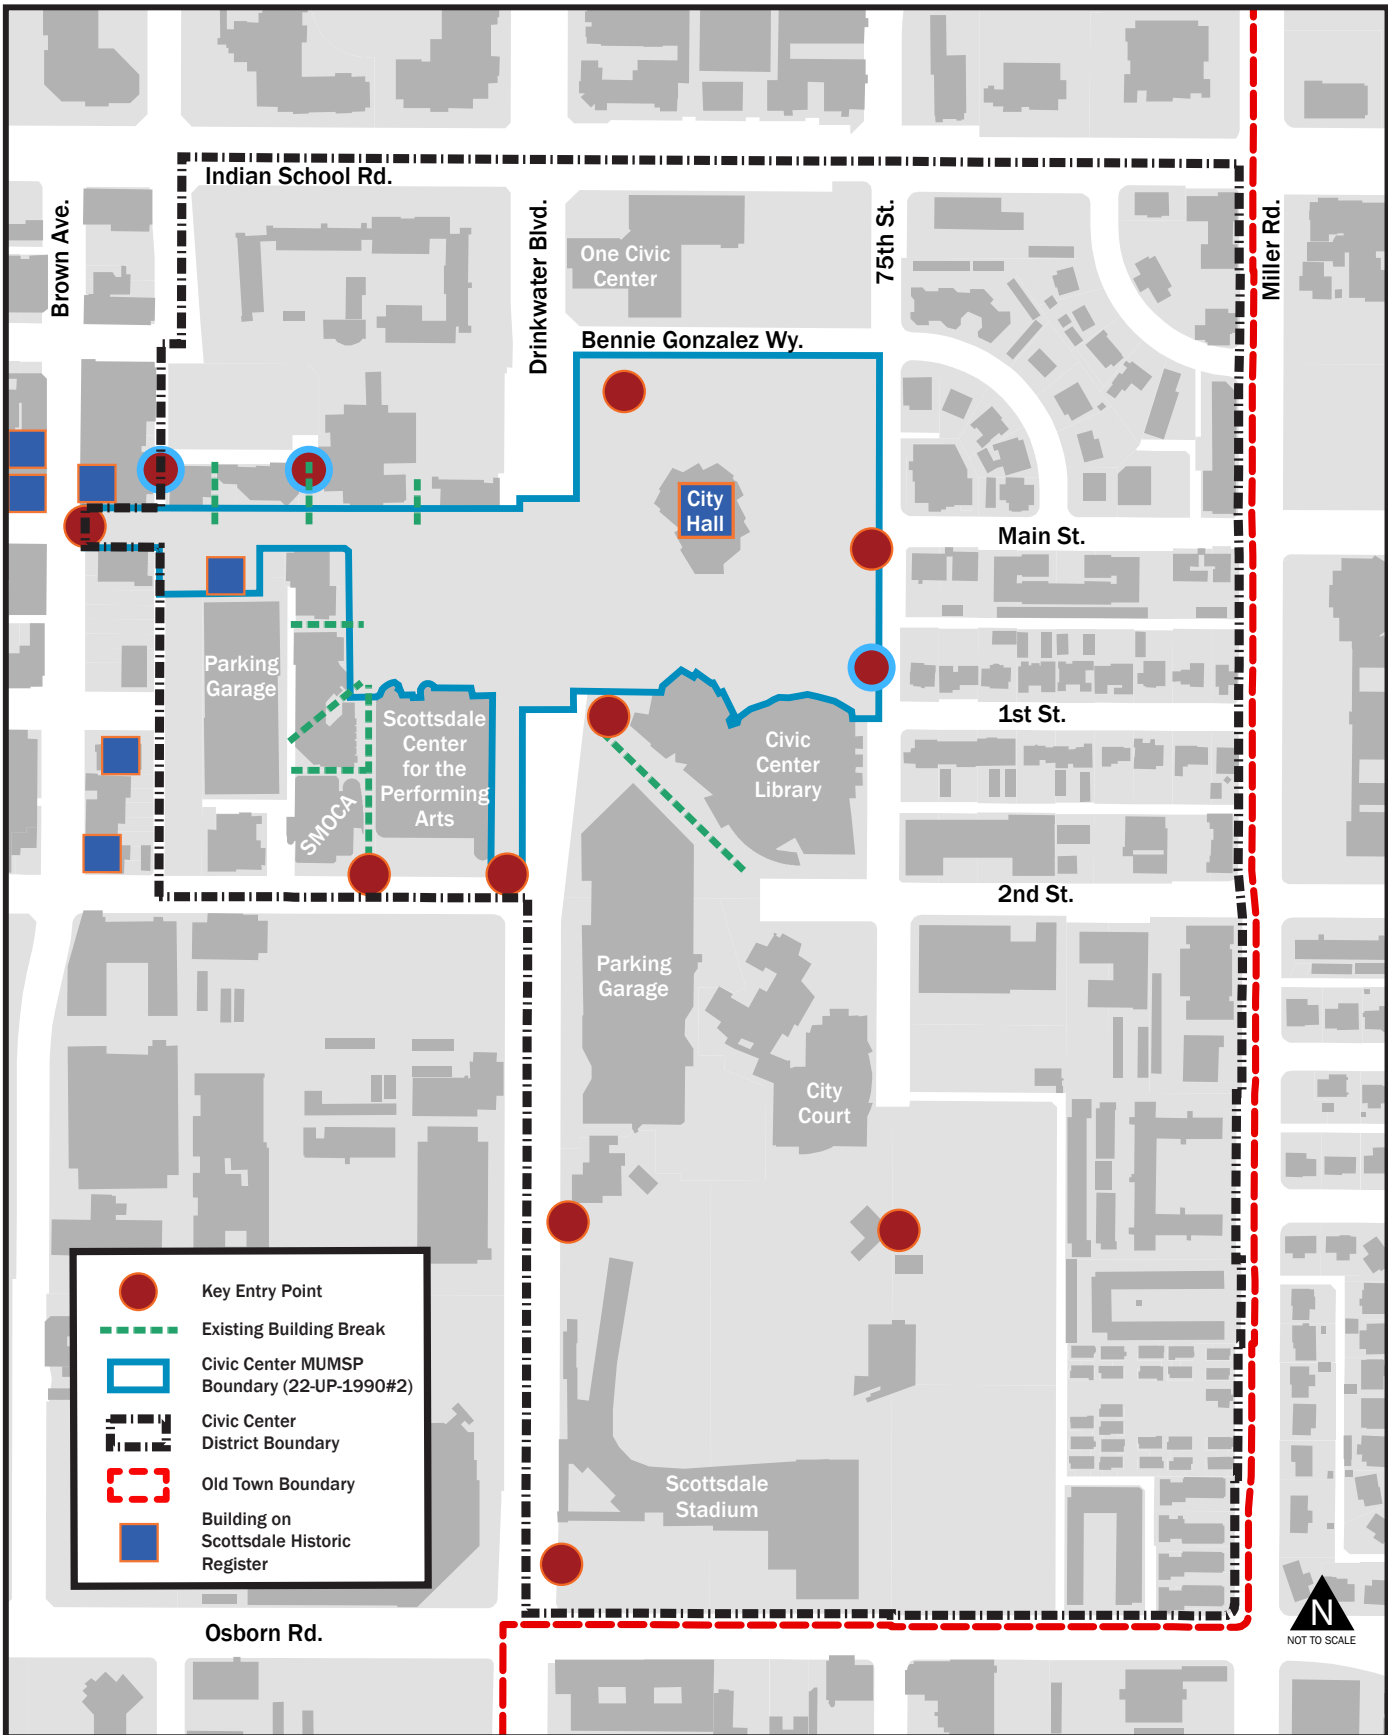 Indian School Rd.
Brown Ave.
Drinkwater Blvd.
75th St.
Miller Rd.
One Civic
Center
Bennie Gonzalez Wy.
City
Hall
Main St.
Parking
Garage
Scottsdale
Center
for the
Performing
Arts
SMOCA
Civic
Center
Library
1st St.
2nd St.
Parking
Garage
City
Court
Key Entry Point
Existing Building Break
Civic Center MUMSP
Boundary (22-UP-1990#2)
Civic Center
District Boundary
Old Town Boundary
Building on
Scottsdale Historic
Register
Scottsdale
Stadium
Osborn Rd.
N
NOT TO SCALE